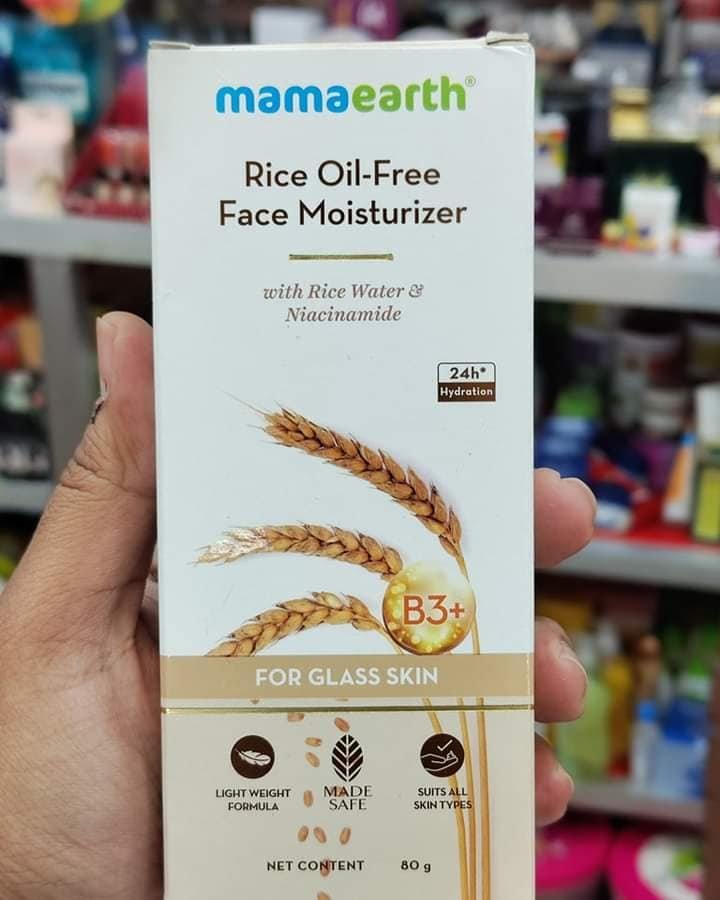 mamaearth®
Rice Oil-Free
Face Moisturizer
with Rice Water &
Niacinamide
24h*
Hydration
B3+
FOR GLASS SKIN
LIGHT WEIGHT
FORMULA
MADE
SAFE
SUITS ALL
SKIN TYPES
NET CONTENT 80 g